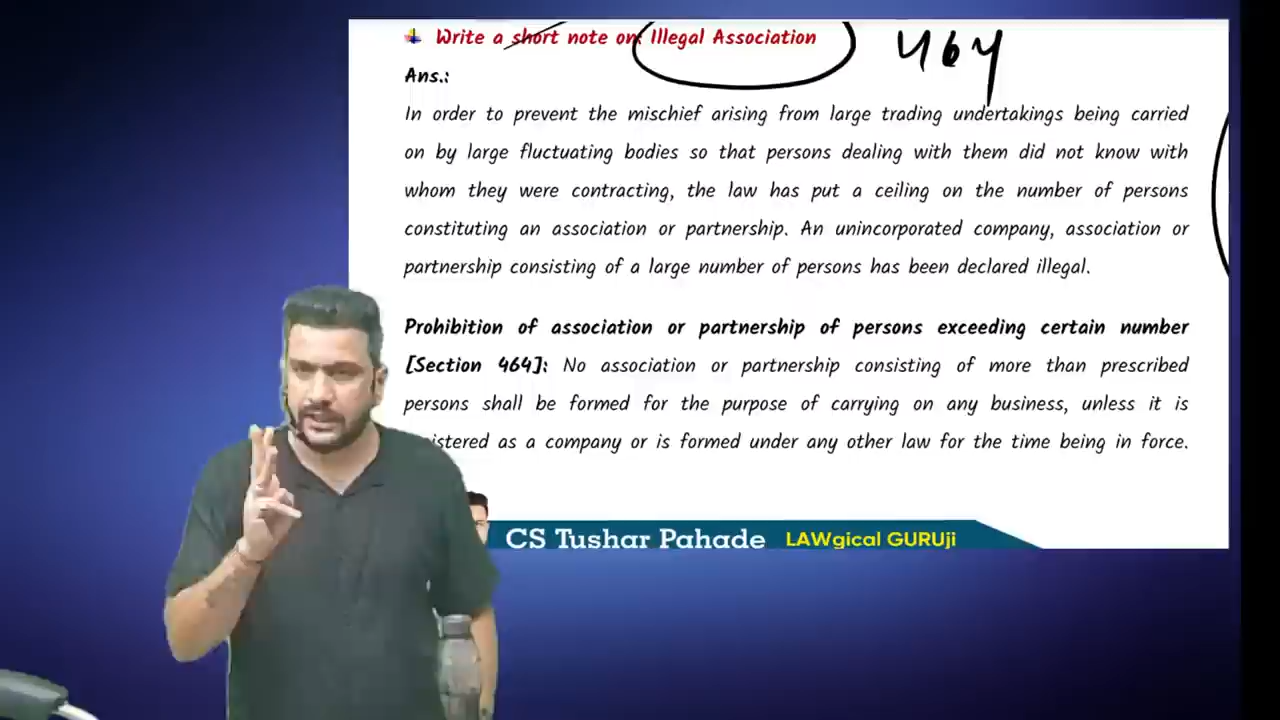 Write a short note on: Illegal Association
464
Ans.:
In order to prevent the mischief arising from large trading undertakings being carried
on by large fluctuating bodies so that persons dealing with them did not know with
whom they were contracting, the law has put a ceiling on the number of persons
constituting an association or partnership. An unincorporated company, association or
partnership consisting of a large number of persons has been declared illegal.
Prohibition of association or partnership of persons exceeding certain number
[Section 464]: No association or partnership consisting of more than prescribed
persons shall be formed for the purpose of carrying on any business, unless it is
istered as a company or is formed under any other law for the time being in force.
CS Tushar Pahade LAWgical GURUji